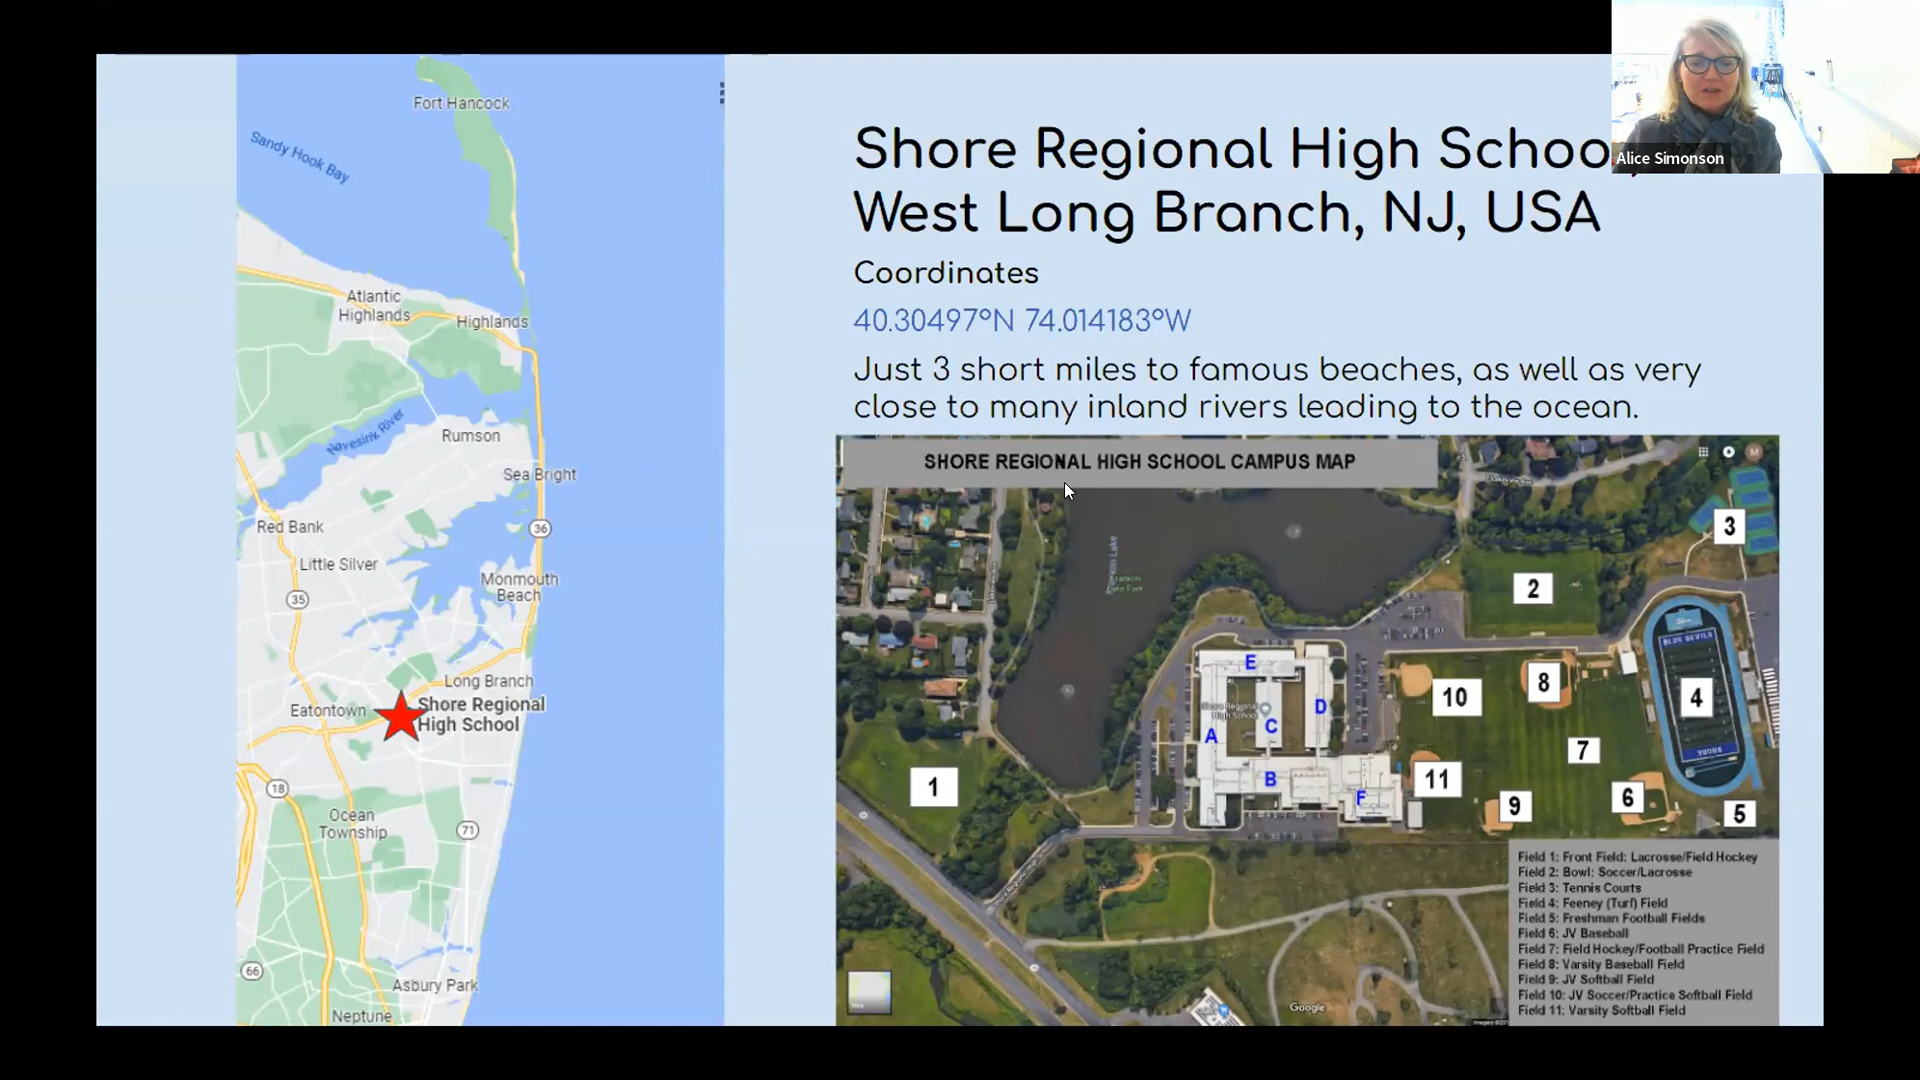 Fort Hancock
Sandy Hook Bay
Atlantic
Highlands
Highlands
Navesink River
Rumson
Sea Bright
Red Bank
36
Little Silver
Monmouth
Beach
35
Long Branch
Eatontown
Shore Regional
High School
18
Ocean
Township
71
66
Asbury Park
Neptune
Shore Regional High Schoo
West Long Branch, NJ, USA
Coordinates
40.30497°N 74.014183°W
Just 3 short miles to famous beaches, as well as very
close to many inland rivers leading to the ocean.
Alice Simonson
SHORE REGIONAL HIGH SCHOOL CAMPUS MAP
M
3
2
BLUE DEVILS
E
8
10
4
D
Shore Regional
High School
C
A
7
SHORE
B
11
1
F
9
6
5
Google
Field 1: Front Field: Lacrosse/Field Hockey
Field 2: Bowl: Soccer/Lacrosse
Field 3: Tennis Courts
Field 4: Feeney (Turf) Field
Field 5: Freshman Football Fields
Field 6: JV Baseball
Field 7: Field Hockey/Football Practice Field
Field 8: Varsity Baseball Field
Field 9: JV Softball Field
Field 10: JV Soccer/Practice Softball Field
Field 11: Varsity Softball Field